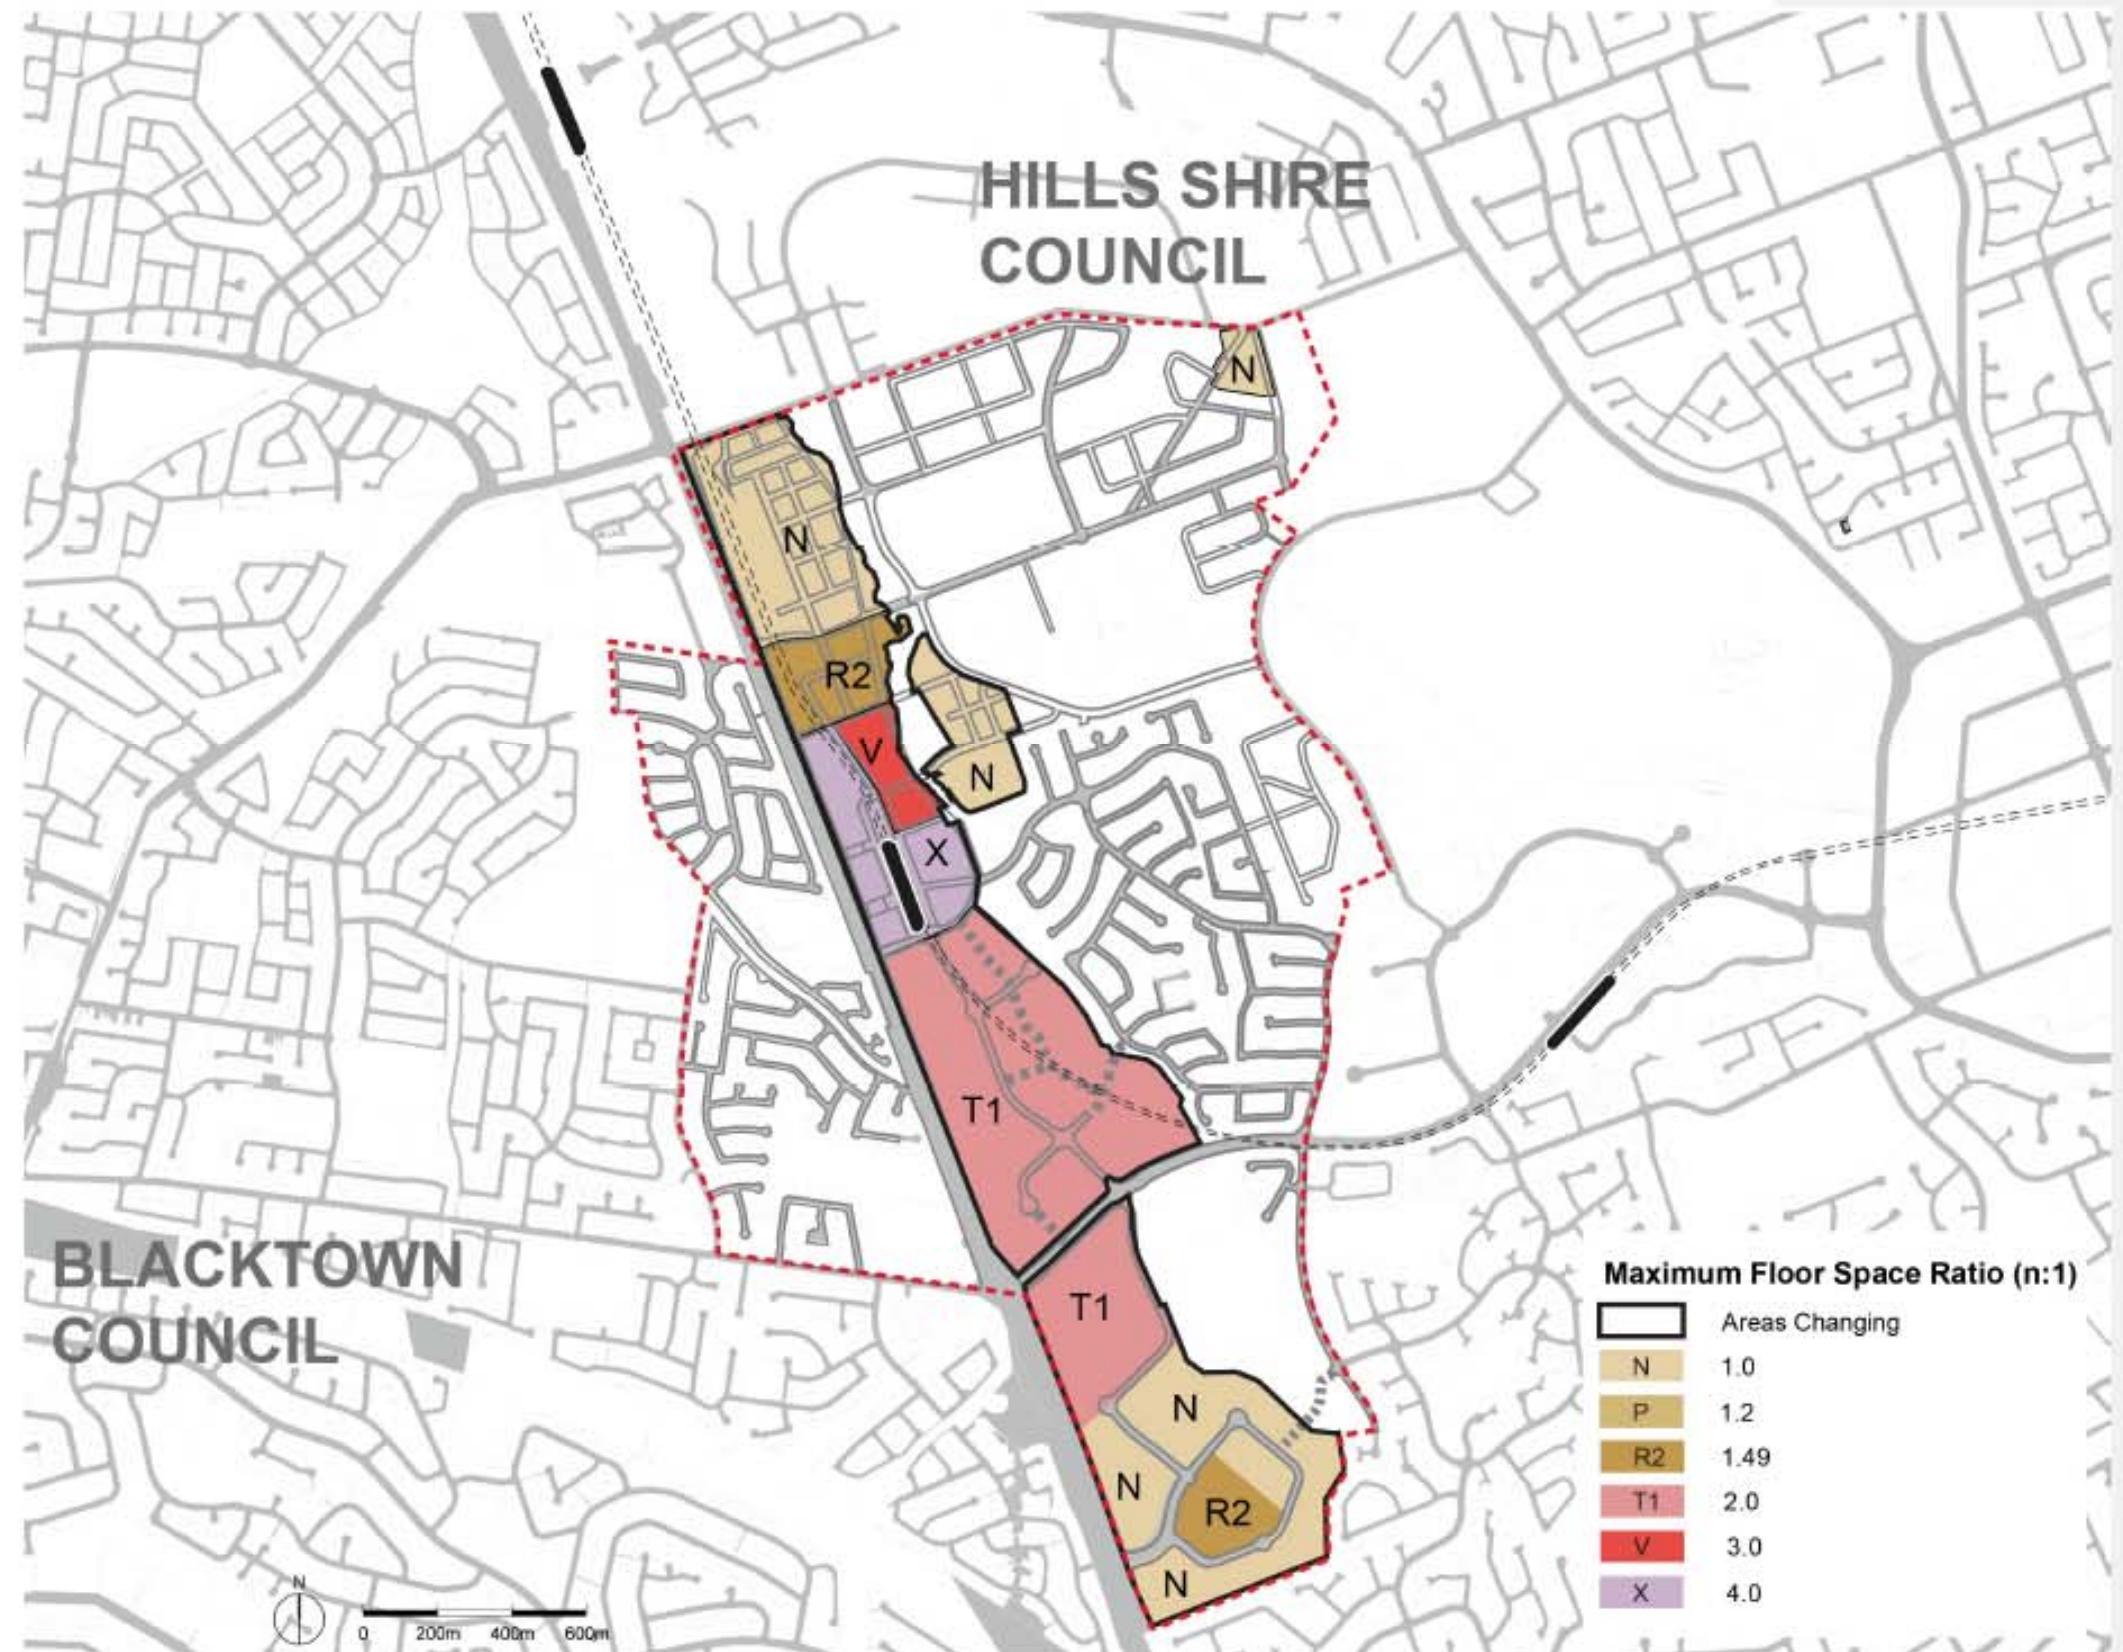 HILLS SHIRE
COUNCIL
N
N
R2
V
N
X
T1
T1
N
N
R2
N
BLACKTOWN
COUNCIL
Maximum Floor Space Ratio (n:1)
Areas Changing
N 1.0
P 1.2
R2 1.49
T1 2.0
V 3.0
X 4.0
N
0 200m 400m 600m